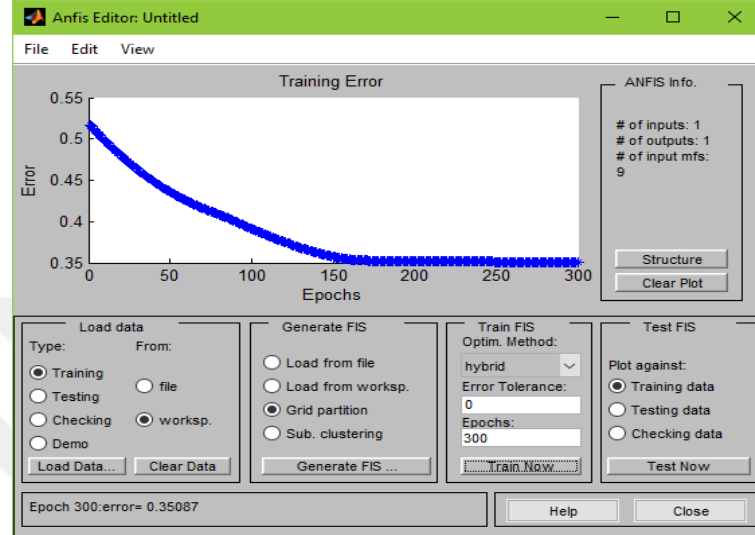 Anfis Editor: Untitled
File Edit View
Training Error
0.55
0.5
0.45
0.4
0.35
Error
0 50 100 150 200 250 300
Epochs
ANFIS Info.
# of inputs: 1
# of outputs: 1
# of input mfs:
9
Structure
Clear Plot
Load data
Type: From:
Training
Testing
Checking
Demo
file
worksp.
Load Data... Clear Data
Generate FIS
Load from file
Load from worksp.
Grid partition
Sub. clustering
Generate FIS ...
Train FIS
Optim. Method:
hybrid
Error Tolerance:
0
Epochs:
300
Train Now
Test FIS
Plot against:
Training data
Testing data
Checking data
Test Now
Epoch 300:error= 0.35087
Help Close